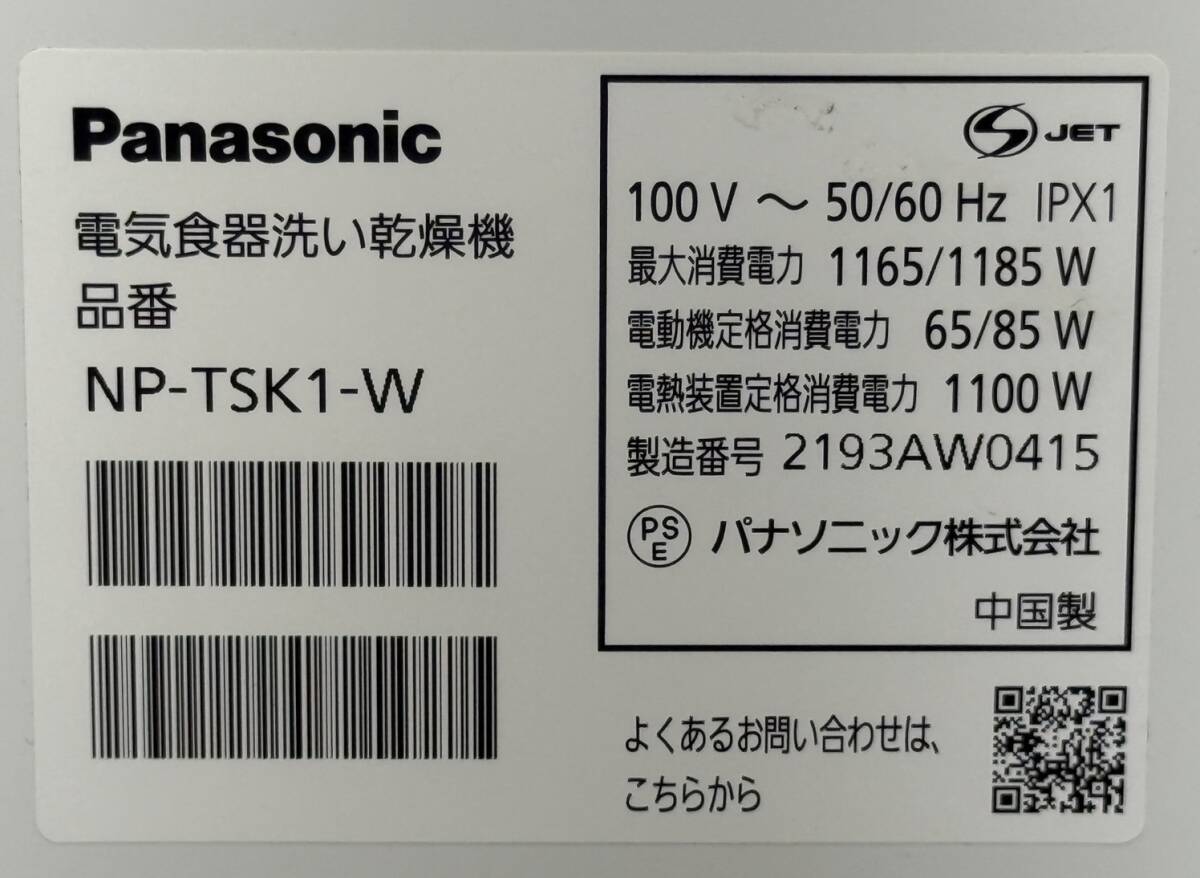 Panasonic
電気食器洗い乾燥機
品番
NP-TSK1-W
S JET
100 V ～ 50/60 Hz IPX1
最大消費電力 1165/1185 W
電動機定格消費電力 65/85 W
電熱装置定格消費電力 1100 W
製造番号 2193AW0415
PSE パナソニック株式会社
中国製
よくあるお問い合わせは、
こちらから